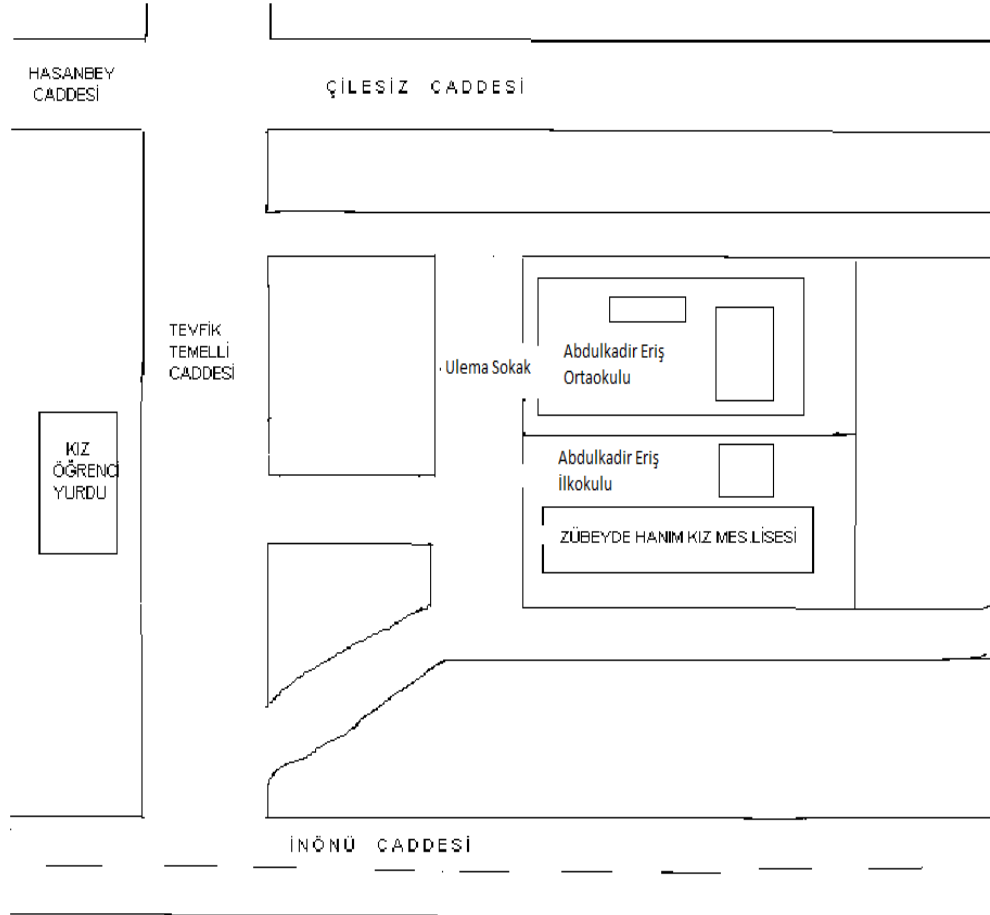 HASANBEY
CADDESİ
ÇİLESİZ CADDESİ
TEVFİK
TEMELLİ
CADDESİ
Ulema Sokak
Abdulkadir Eriş
Ortaokulu
KIZ
ÖĞRENCİ
YURDU
Abdulkadir Eriş
İlkokulu
ZÜBEYDE HANIM KIZ MES.LİSESİ
İNÖNÜ CADDESİ